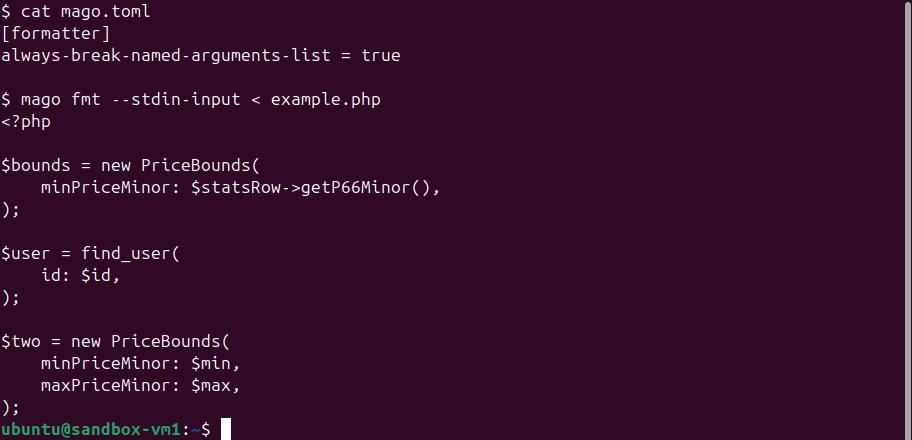 $ cat mago.toml
[formatter]
always-break-named-arguments-list = true

$ mago fmt --stdin-input < example.php
<?php

$bounds = new PriceBounds(
    minPriceMinor: $statsRow->getP66Minor(),
);

$user = find_user(
    id: $id,
);

$two = new PriceBounds(
    minPriceMinor: $min,
    maxPriceMinor: $max,
);
ubuntu@sandbox-vm1:~$